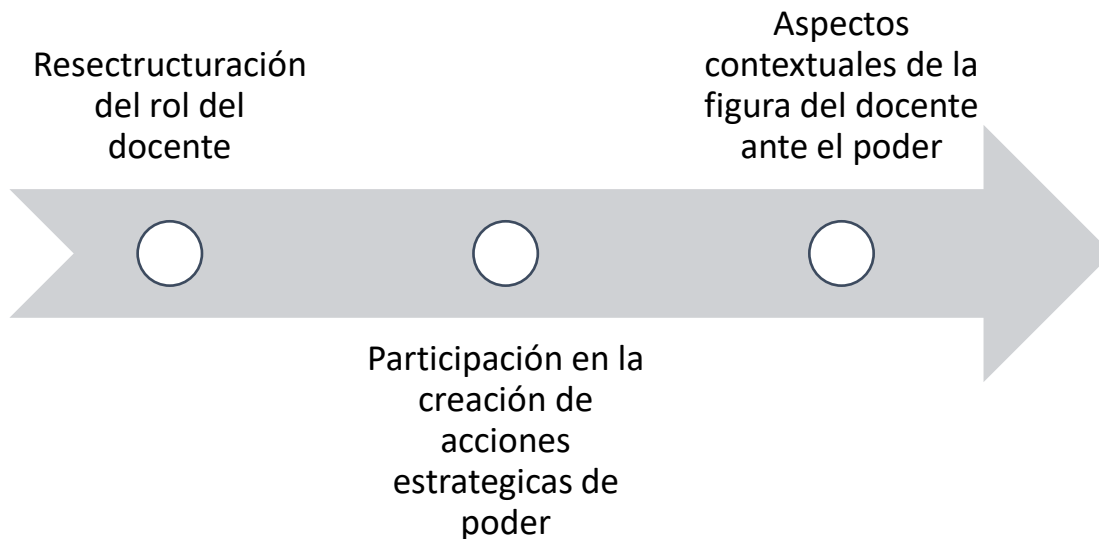 Resectructuración
del rol del
docente
Participación en la
creación de
acciones
estrategicas de
poder
Aspectos
contextuales de la
figura del docente
ante el poder